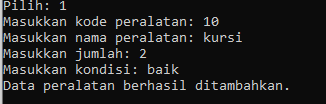 Pilih: 1
Masukkan kode peralatan: 10
Masukkan nama peralatan: kursi
Masukkan jumlah: 2
Masukkan kondisi: baik
Data peralatan berhasil ditambahkan.